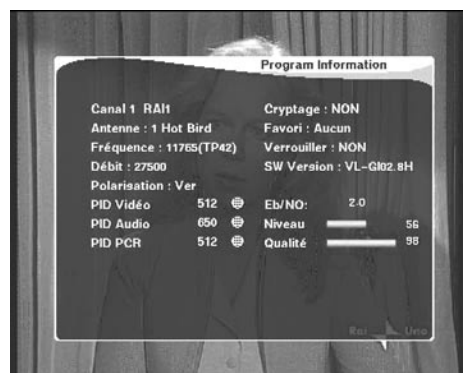 Program Information
Canal 1 RAI1
Cryptage : NON
Antenne : 1 Hot Bird
Favori : Aucun
Fréquence : 11765(TP42)
Verrouiller : NON
Débit : 27500
SW Version : VL-GI02.8H
Polarisation : Ver
PID Vidéo 512
Eb/NO: 2.0
PID Audio 650
Niveau 56
PID PCR 512
Qualité 98
Rai Uno